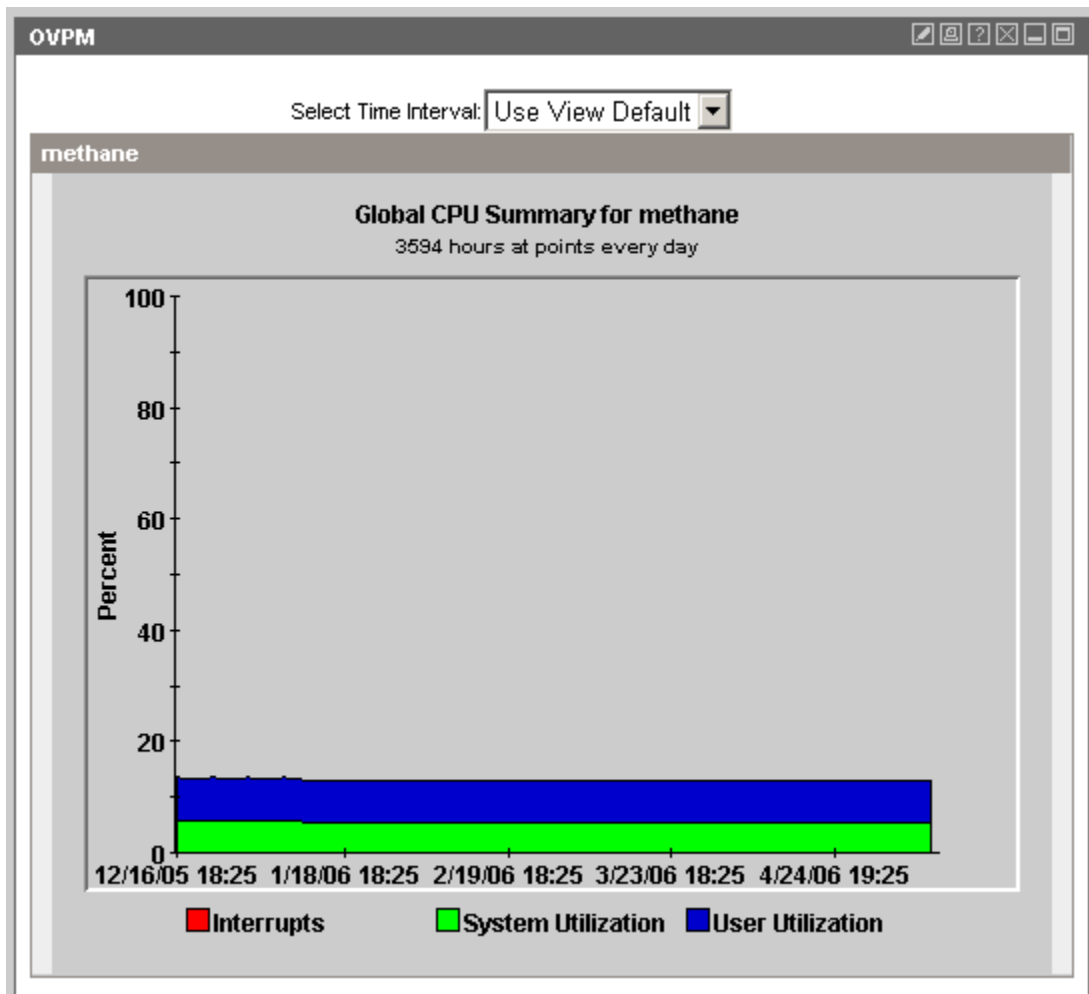 OVPM
Select Time Interval: Use View Default
methane
Global CPU Summary for methane
3594 hours at points every day
100
80
60
40
20
0
Percent
12/16/05 18:25 1/18/06 18:25 2/19/06 18:25 3/23/06 18:25 4/24/06 19:25
Interrupts System Utilization User Utilization